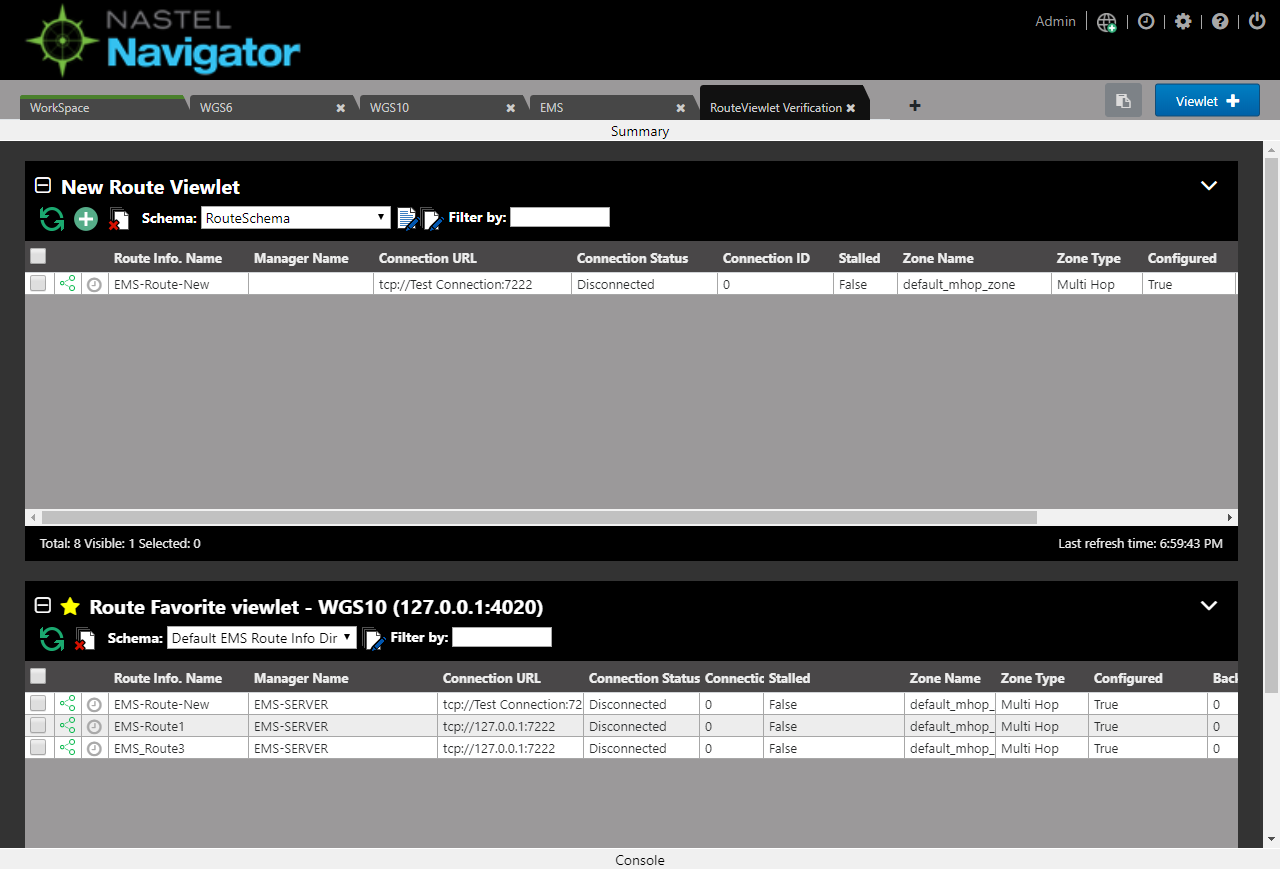 NASTEL
Navigator
Admin
WorkSpace WGS6 WGS10 EMS RouteViewlet Verification
Viewlet
Summary
New Route Viewlet
Schema: RouteSchema Filter by:
Route Info. Name Manager Name Connection URL Connection Status Connection ID Stalled Zone Name Zone Type Configured
EMS-Route-New tcp://Test Connection:7222 Disconnected 0 False default_mhop_zone Multi Hop True
Total: 8 Visible: 1 Selected: 0 Last refresh time: 6:59:43 PM
Route Favorite viewlet - WGS10 (127.0.0.1:4020)
Schema: Default EMS Route Info Dir Filter by:
Route Info. Name Manager Name Connection URL Connection Status Connectic Stalled Zone Name Zone Type Configured Back
EMS-Route-New EMS-SERVER tcp://Test Connection:72 Disconnected 0 False default_mhop_ Multi Hop True 0
EMS-Route1 EMS-SERVER tcp://127.0.0.1:7222 Disconnected 0 False default_mhop_ Multi Hop True 0
EMS_Route3 EMS-SERVER tcp://127.0.0.1:7222 Disconnected 0 False default_mhop_ Multi Hop True 0
Console